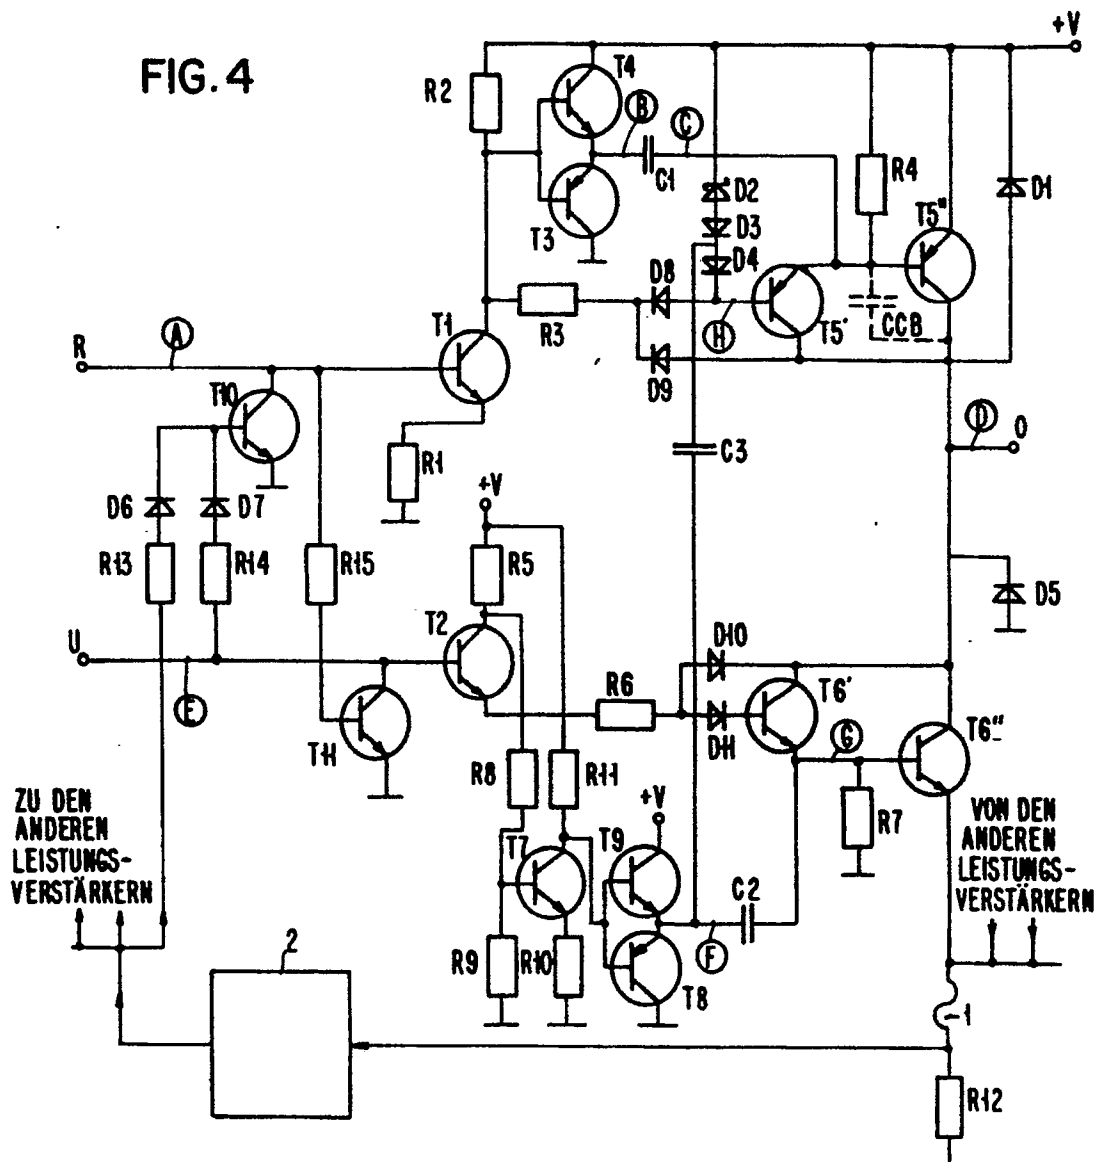 +V
FIG. 4
R2
T4
B
C
C1
R4
T5"
D1
D2
T3
D3
D4
D8
R3
H
T5'
CCB
D9
R
A
T1
T10
D
O
R1
C3
+V
D6
D7
R13
R14
R15
R5
D5
T2
U
D10
E
R6
T6'
D11
T11
G
T6"
R8
R11
+V
R7
ZU DEN
ANDEREN
LEISTUNGS-
VERSTÄRKERN
VON DEN
ANDEREN
LEISTUNGS-
VERSTÄRKERN
T7
T9
C2
F
R9
R10
T8
2
1
R12